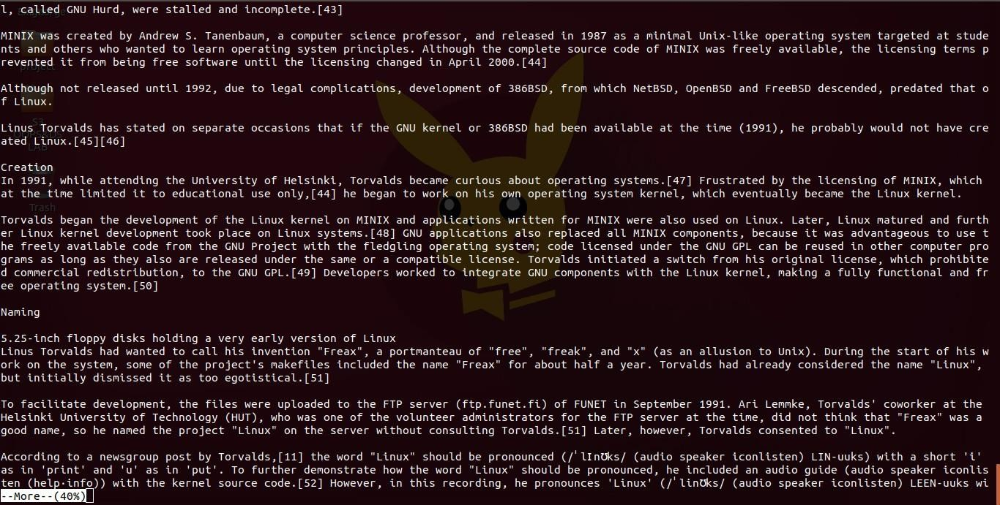 l, called GNU Hurd, were stalled and incomplete.[43]
MINIX was created by Andrew S. Tanenbaum, a computer science professor, and released in 1987 as a minimal Unix-like operating system targeted at stude
nts and others who wanted to learn operating system principles. Although the complete source code of MINIX was freely available, the licensing terms p
revented it from being free software until the licensing changed in April 2000.[44]
Although not released until 1992, due to legal complications, development of 386BSD, from which NetBSD, OpenBSD and FreeBSD descended, predated that o
f Linux.
Linus Torvalds has stated on separate occasions that if the GNU kernel or 386BSD had been available at the time (1991), he probably would not have cre
ated Linux.[45][46]
Creation
In 1991, while attending the University of Helsinki, Torvalds became curious about operating systems.[47] Frustrated by the licensing of MINIX, which
at the time limited it to educational use only,[44] he began to work on his own operating system kernel, which eventually became the Linux kernel.
Torvalds began the development of the Linux kernel on MINIX and applications written for MINIX were also used on Linux. Later, Linux matured and furth
er Linux kernel development took place on Linux systems.[48] GNU applications also replaced all MINIX components, because it was advantageous to use t
he freely available code from the GNU Project with the fledgling operating system; code licensed under the GNU GPL can be reused in other computer pro
grams as long as they also are released under the same or a compatible license. Torvalds initiated a switch from his original license, which prohibite
d commercial redistribution, to the GNU GPL.[49] Developers worked to integrate GNU components with the Linux kernel, making a fully functional and fr
ee operating system.[50]
Naming
5.25-inch floppy disks holding a very early version of Linux
Linus Torvalds had wanted to call his invention "Freax", a portmanteau of "free", "freak", and "x" (as an allusion to Unix). During the start of his w
ork on the system, some of the project's makefiles included the name "Freax" for about half a year. Torvalds had already considered the name "Linux",
but initially dismissed it as too egotistical.[51]
To facilitate development, the files were uploaded to the FTP server (ftp.funet.fi) of FUNET in September 1991. Ari Lemmke, Torvalds' coworker at the
Helsinki University of Technology (HUT), who was one of the volunteer administrators for the FTP server at the time, did not think that "Freax" was a
good name, so he named the project "Linux" on the server without consulting Torvalds.[51] Later, however, Torvalds consented to "Linux".
According to a newsgroup post by Torvalds,[11] the word "Linux" should be pronounced (/ˈlɪnʊks/ (audio speaker iconlisten) LIN-uuks) with a short 'i'
as in 'print' and 'u' as in 'put'. To further demonstrate how the word "Linux" should be pronounced, he included an audio guide (audio speaker iconlis
ten (help·info)) with the kernel source code.[52] However, in this recording, he pronounces 'Linux' (/ˈlinʊks/ (audio speaker iconlisten) LEEN-uuks wi
--More--(40%)
project
S3
LAB
Trash